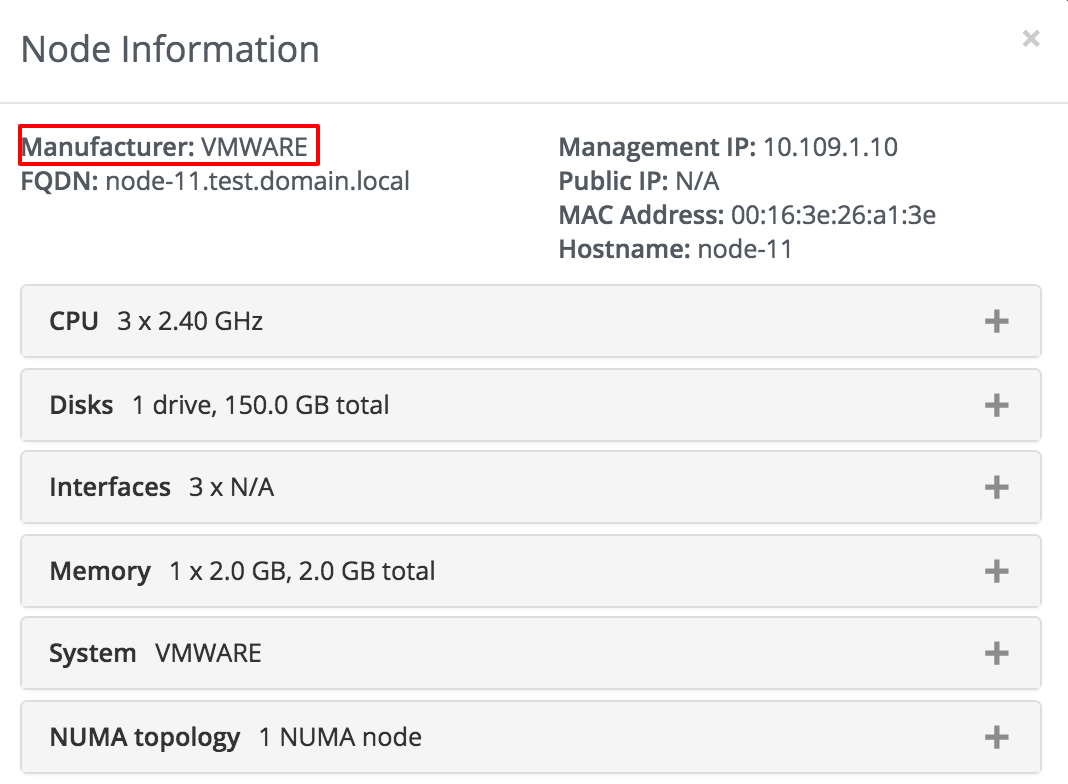 Node Information
×
Manufacturer: VMWARE
FQDN: node-11.test.domain.local
Management IP: 10.109.1.10
Public IP: N/A
MAC Address: 00:16:3e:26:a1:3e
Hostname: node-11
CPU 3 x 2.40 GHz
Disks 1 drive, 150.0 GB total
Interfaces 3 x N/A
Memory 1 x 2.0 GB, 2.0 GB total
System VMWARE
NUMA topology 1 NUMA node